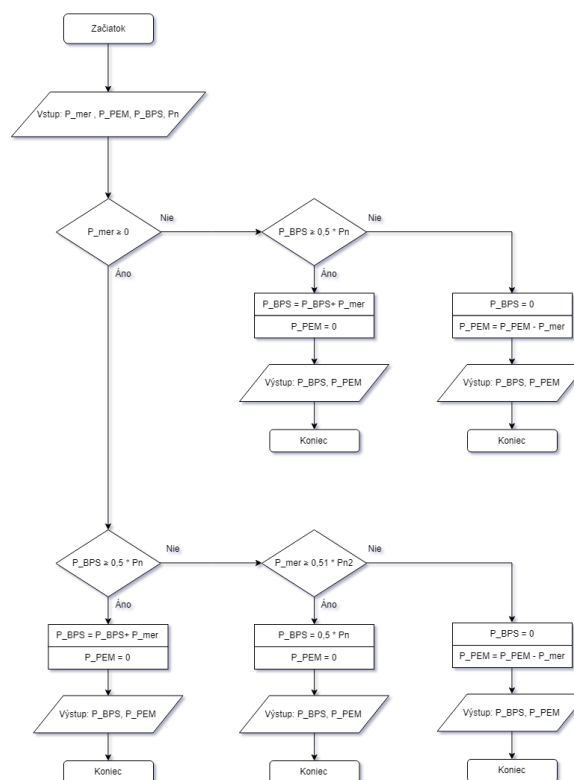 Začiatok
Vstup: P_mer , P_PEM, P_BPS, Pn
P_mer ≥ 0
Nie
P_BPS ≥ 0,5 * Pn
Nie
Áno
Áno
P_BPS = P_BPS+ P_mer
P_PEM = 0
P_BPS = 0
P_PEM = P_PEM - P_mer
Výstup: P_BPS, P_PEM
Výstup: P_BPS, P_PEM
Koniec
Koniec
P_BPS ≥ 0,5 * Pn
Nie
P_mer ≥ 0,51 * Pn2
Nie
Áno
Áno
P_BPS = P_BPS+ P_mer
P_PEM = 0
P_BPS = 0,5 * Pn
P_PEM = 0
P_BPS = 0
P_PEM = P_PEM - P_mer
Výstup: P_BPS, P_PEM
Výstup: P_BPS, P_PEM
Výstup: P_BPS, P_PEM
Koniec
Koniec
Koniec